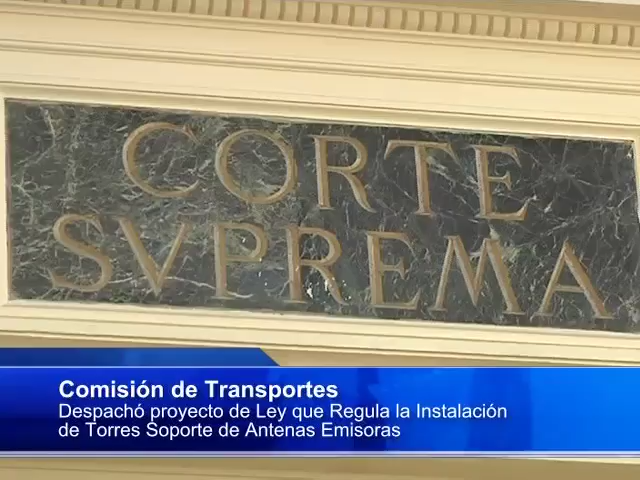 CORTE
SVPREMA
Comisión de Transportes
Despachó proyecto de Ley que Regula la Instalación
de Torres Soporte de Antenas Emisoras